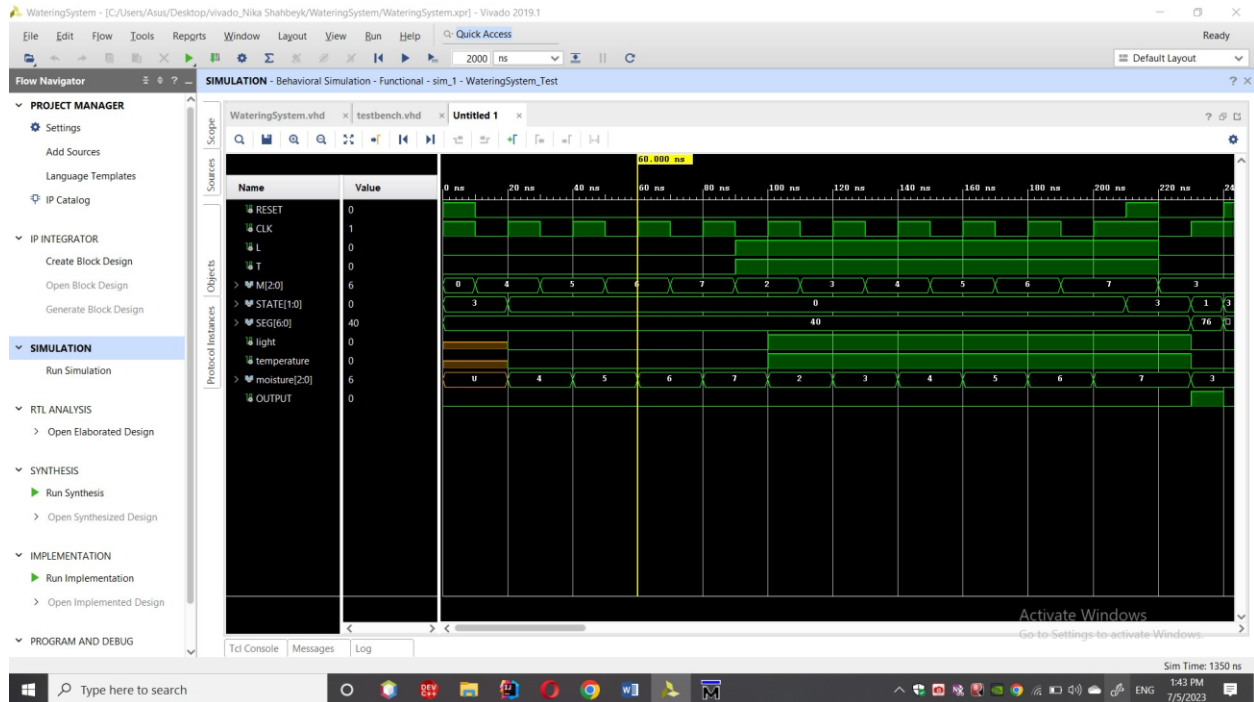 WateringSystem - [C:/Users/Asus/Desktop/vivado_Nika Shahbeyk/WateringSystem/WateringSystem.xpr] - Vivado 2019.1
File Edit Flow Tools Reports Window Layout View Run Help Quick Access Ready
2000 ns Default Layout
Flow Navigator SIMULATION - Behavioral Simulation - Functional - sim_1 - WateringSystem_Test
PROJECT MANAGER
Settings
Add Sources
Language Templates
IP Catalog
IP INTEGRATOR
Create Block Design
Open Block Design
Generate Block Design
SIMULATION
Run Simulation
RTL ANALYSIS
Open Elaborated Design
SYNTHESIS
Run Synthesis
Open Synthesized Design
IMPLEMENTATION
Run Implementation
Open Implemented Design
PROGRAM AND DEBUG
Scope
Sources
Objects
Protocol Instances
WateringSystem.vhd testbench.vhd Untitled 1
60.000 ns
Name Value 0 ns 20 ns 40 ns 60 ns 80 ns 100 ns 120 ns 140 ns 160 ns 180 ns 200 ns 220 ns 24
RESET 0
CLK 1
L 0
T 0
M[2:0] 6 0 4 5 6 7 2 3 4 5 6 7 3
STATE[1:0] 0 3 0 3 1 3
SEG[6:0] 40 40 76
light 0
temperature 0
moisture[2:0] 6 U 4 5 6 7 2 3 4 5 6 7 3
OUTPUT 0
Activate Windows
Go to Settings to activate Windows.
Tcl Console Messages Log
Sim Time: 1350 ns
Type here to search
ENG
1:43 PM
7/5/2023